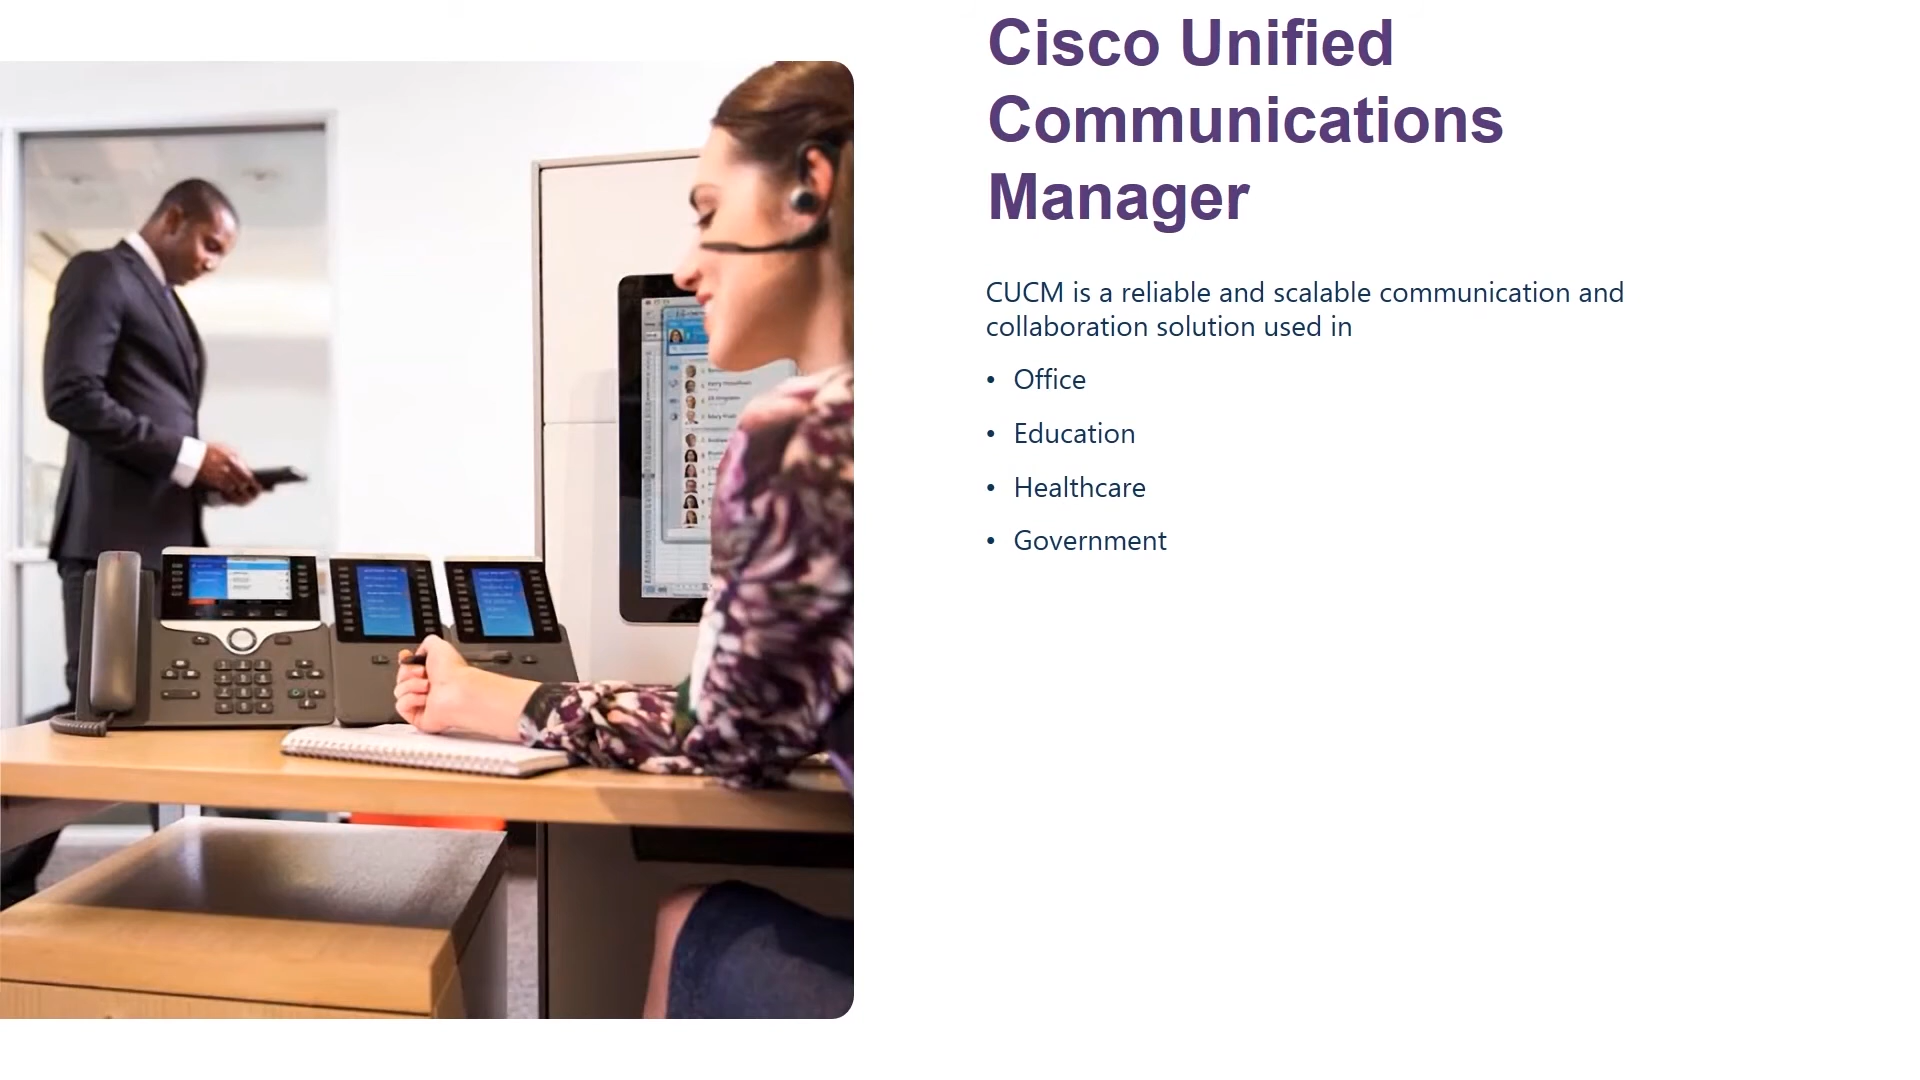 Cisco Unified
Communications
Manager
CUCM is a reliable and scalable communication and
collaboration solution used in
• Office
• Education
• Healthcare
• Government